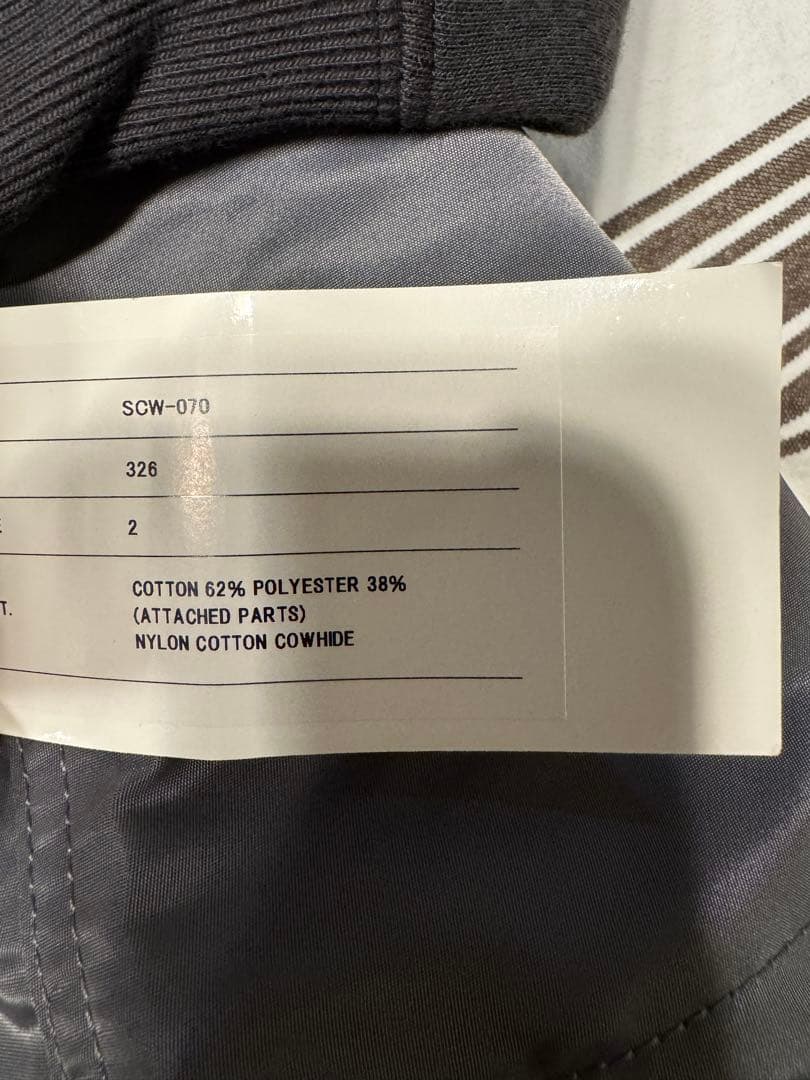 SCW-070
326
2
T. COTTON 62% POLYESTER 38%
(ATTACHED PARTS)
NYLON COTTON COWHIDE